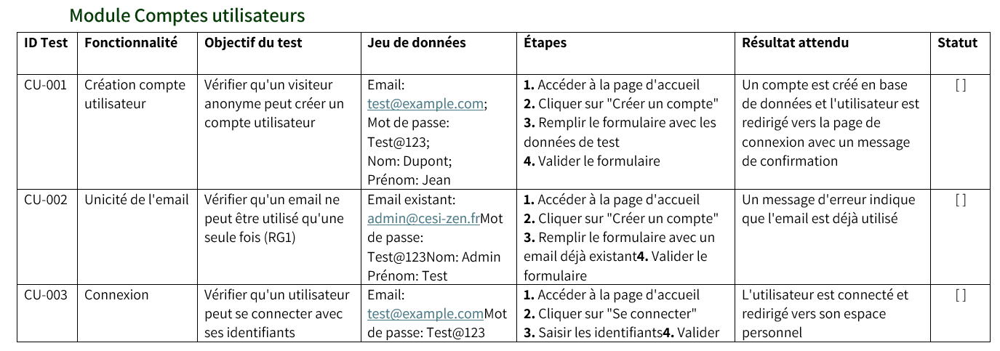 Module Comptes utilisateurs
ID Test Fonctionnalité Objectif du test Jeu de données Étapes Résultat attendu Statut
CU-001 Création compte Vérifier qu'un visiteur Email: 1. Accéder à la page d'accueil Un compte est créé en base [ ]
utilisateur anonyme peut créer un test@example.com; 2. Cliquer sur "Créer un compte" de données et l'utilisateur est
compte utilisateur Mot de passe: 3. Remplir le formulaire avec les redirigé vers la page de
Test@123; données de test connexion avec un message
Nom: Dupont; 4. Valider le formulaire de confirmation
Prénom: Jean
CU-002 Unicité de l'email Vérifier qu'un email ne Email existant: 1. Accéder à la page d'accueil Un message d'erreur indique [ ]
peut être utilisé qu'une admin@cesi-zen.frMot 2. Cliquer sur "Créer un compte" que l'email est déjà utilisé
seule fois (RG1) de passe: 3. Remplir le formulaire avec un
Test@123Nom: Admin email déjà existant4. Valider le
Prénom: Test formulaire
CU-003 Connexion Vérifier qu'un utilisateur Email: 1. Accéder à la page d'accueil L'utilisateur est connecté et [ ]
peut se connecter avec test@example.comMot 2. Cliquer sur "Se connecter" redirigé vers son espace
ses identifiants de passe: Test@123 3. Saisir les identifiants4. Valider personnel